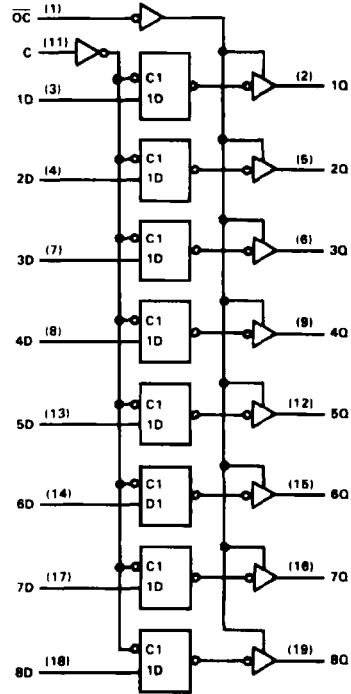 OC (1)
C (11)
C1 (2)
1D (3) 1D 1Q
C1 (5)
2D (4) 1D 2Q
C1 (6)
3D (7) 1D 3Q
C1 (9)
4D (8) 1D 4Q
C1 (12)
5D (13) 1D 5Q
C1 (15)
6D (14) D1 6Q
C1 (16)
7D (17) 1D 7Q
C1 (19)
8D (18) 1D 8Q